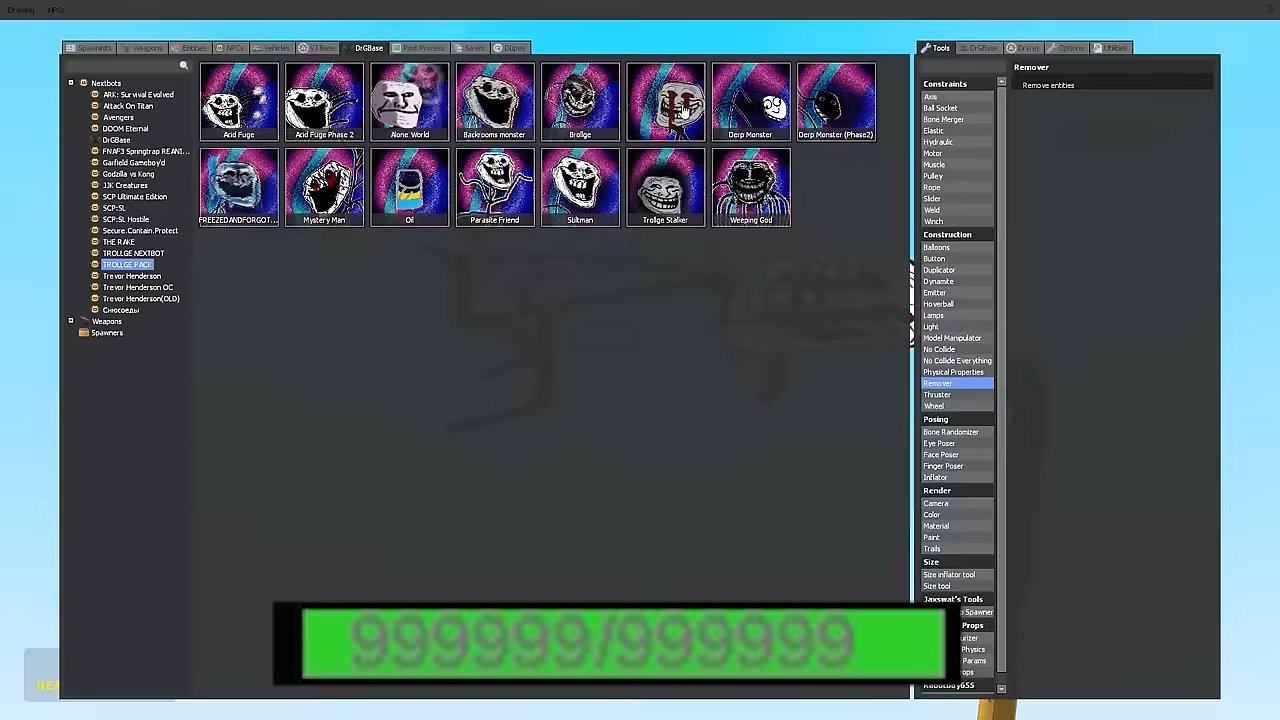 Drawing NPCs
Spawnlists Weapons Entities NPCs Vehicles VJ Base DrGBase Post Process Saves Dupes
Tools DrGBase Driving Options Utilities
Nextbots
ARK: Survival Evolved
Attack On Titan
Avengers
DOOM Eternal
DrGBase
FNAF3 Springtrap REANI...
Garfield Gameboy'd
Godzilla vs Kong
JJK Creatures
SCP Ultimate Edition
SCP-SL
SCP-SL Hostile
Secure.Contain.Protect
THE RAKE
TROLLGE NEXTBOT
TROLLGE PACK
Trevor Henderson
Trevor Henderson OC
Trevor Henderson(OLD)
Снюсоеды
Weapons
Spawners
Acid Fuge
Acid Fuge Phase 2
Alone World
Backrooms monster
Brollge
Derp Monster
Derp Monster (Phase2)
FREEZEDANDFORGOT...
Mystery Man
Oil
Parasite Friend
Stiltman
Trollge Stalker
Weeping God
Constraints
Axis
Ball Socket
Bone Merger
Elastic
Hydraulic
Motor
Muscle
Pulley
Rope
Slider
Weld
Winch
Construction
Balloons
Button
Duplicator
Dynamite
Emitter
Hoverball
Lamps
Light
Model Manipulator
No Collide
No Collide Everything
Physical Properties
Remover
Thruster
Wheel
Posing
Bone Randomizer
Eye Poser
Face Poser
Finger Poser
Inflator
Render
Camera
Color
Material
Paint
Trails
Size
Size inflator tool
Size tool
Jaxswat's Tools
Spawner
Props
Physics
Params
Robotboy655
Remover
Remove entities
999999/999999
HEA